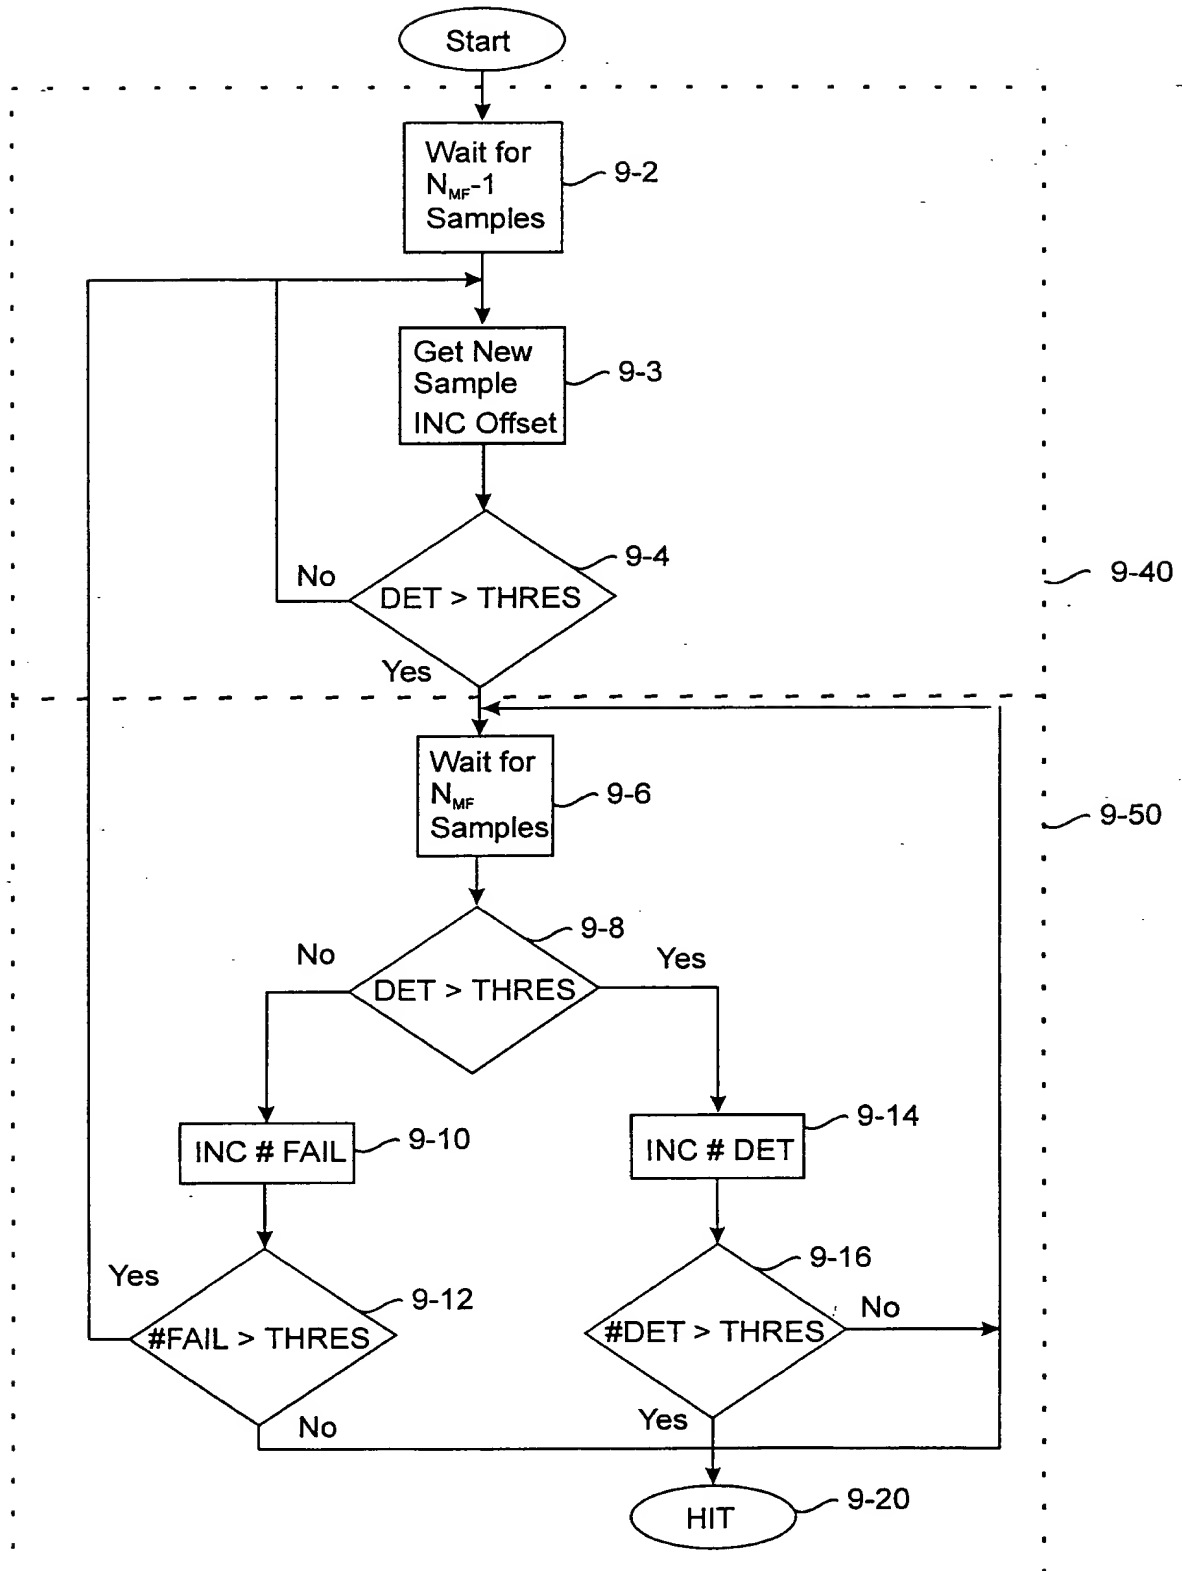 Start
Wait for
N_MF-1
Samples
9-2
Get New
Sample
INC Offset
9-3
9-4
No
DET > THRES
9-40
Yes
Wait for
N_MF
Samples
9-6
9-50
9-8
No
Yes
DET > THRES
9-14
INC # FAIL
9-10
INC # DET
9-16
Yes
9-12
No
#FAIL > THRES
#DET > THRES
Yes
No
9-20
HIT